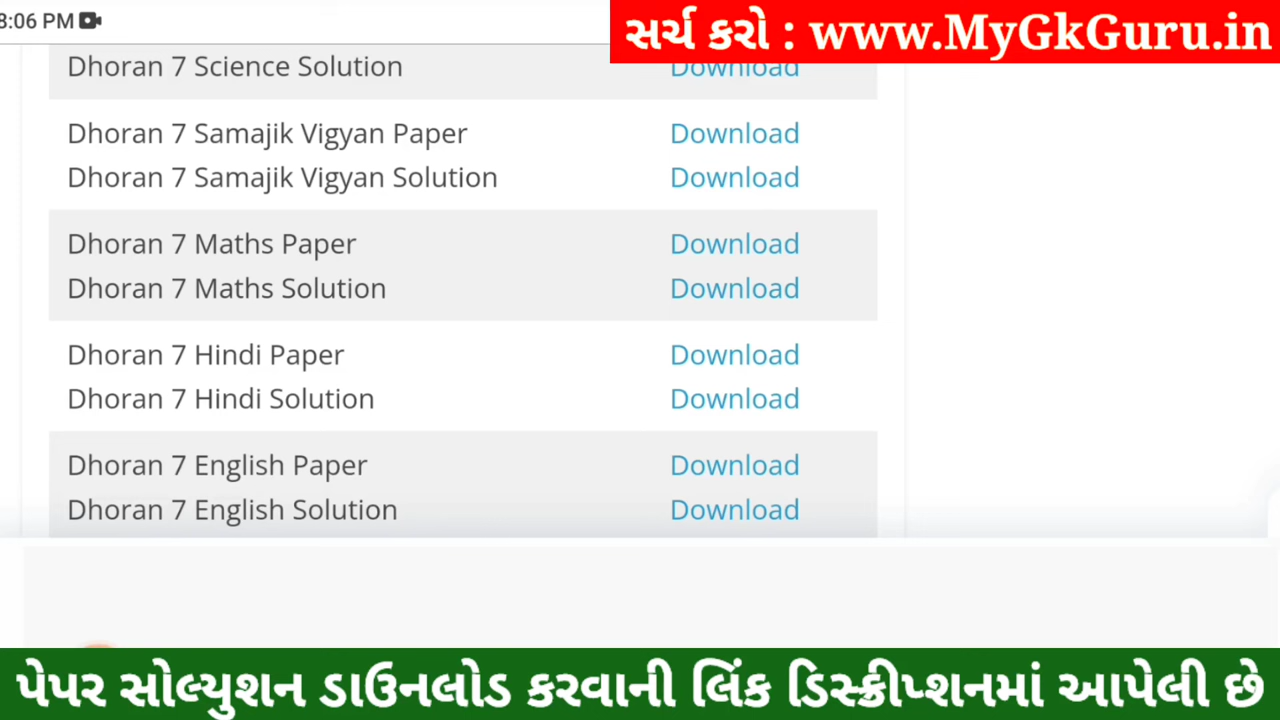 8:06 PM
સર્ચ કરો : www.MyGkGuru.in
Dhoran 7 Science Solution Download
Dhoran 7 Samajik Vigyan Paper Download
Dhoran 7 Samajik Vigyan Solution Download
Dhoran 7 Maths Paper Download
Dhoran 7 Maths Solution Download
Dhoran 7 Hindi Paper Download
Dhoran 7 Hindi Solution Download
Dhoran 7 English Paper Download
Dhoran 7 English Solution Download
પેપર સોલ્યુશન ડાઉનલોડ કરવાની લિંક ડિસ્ક્રીપ્શનમાં આપેલી છે